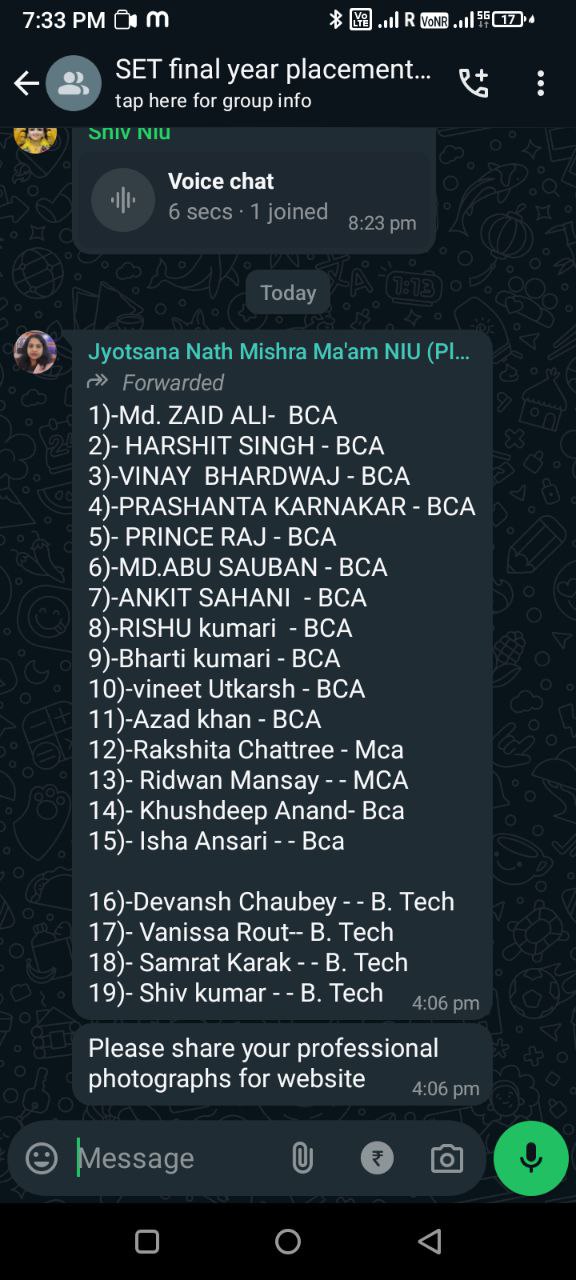 7:33 PM
Vo LTE R VoNR 5G 17
SET final year placement...
tap here for group info
Shiv Niu
Voice chat
6 secs · 1 joined
8:23 pm
Today
Jyotsana Nath Mishra Ma'am NIU (Pl...
Forwarded
1)-Md. ZAID ALI-  BCA
2)- HARSHIT SINGH - BCA
3)-VINAY  BHARDWAJ - BCA
4)-PRASHANTA KARNAKAR - BCA
5)- PRINCE RAJ - BCA
6)-MD.ABU SAUBAN - BCA
7)-ANKIT SAHANI  - BCA
8)-RISHU kumari  - BCA
9)-Bharti kumari - BCA
10)-vineet Utkarsh - BCA
11)-Azad khan - BCA
12)-Rakshita Chattree - Mca
13)- Ridwan Mansay - - MCA
14)- Khushdeep Anand- Bca
15)- Isha Ansari - - Bca
16)-Devansh Chaubey - - B. Tech
17)- Vanissa Rout-- B. Tech
18)- Samrat Karak - - B. Tech
19)- Shiv kumar - - B. Tech
4:06 pm
Please share your professional
photographs for website
4:06 pm
Message
₹